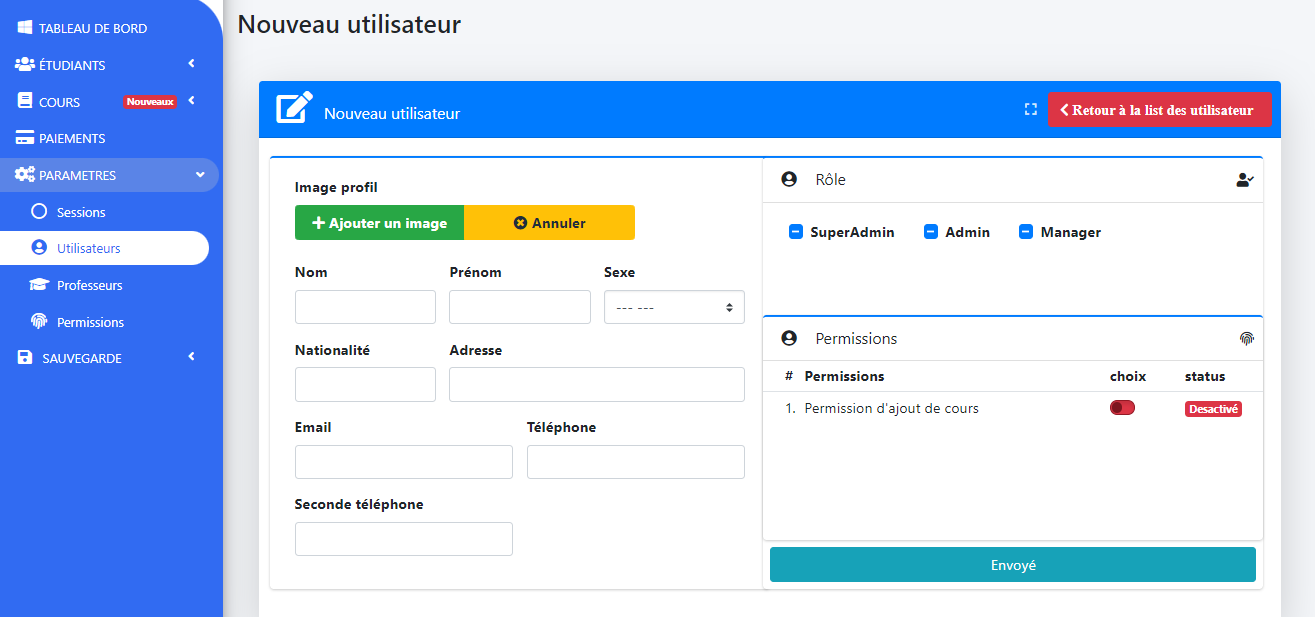 TABLEAU DE BORD
ÉTUDIANTS
COURS Nouveaux
PAIEMENTS
PARAMETRES
Sessions
Utilisateurs
Professeurs
Permissions
SAUVEGARDE
Nouveau utilisateur
Nouveau utilisateur
Retour à la list des utilisateur
Image profil
Ajouter un image Annuler
Nom Prénom Sexe
--- ---
Nationalité Adresse
Email Téléphone
Seconde téléphone
Rôle
SuperAdmin Admin Manager
Permissions
# Permissions choix status
1. Permission d'ajout de cours Desactivé
Envoyé